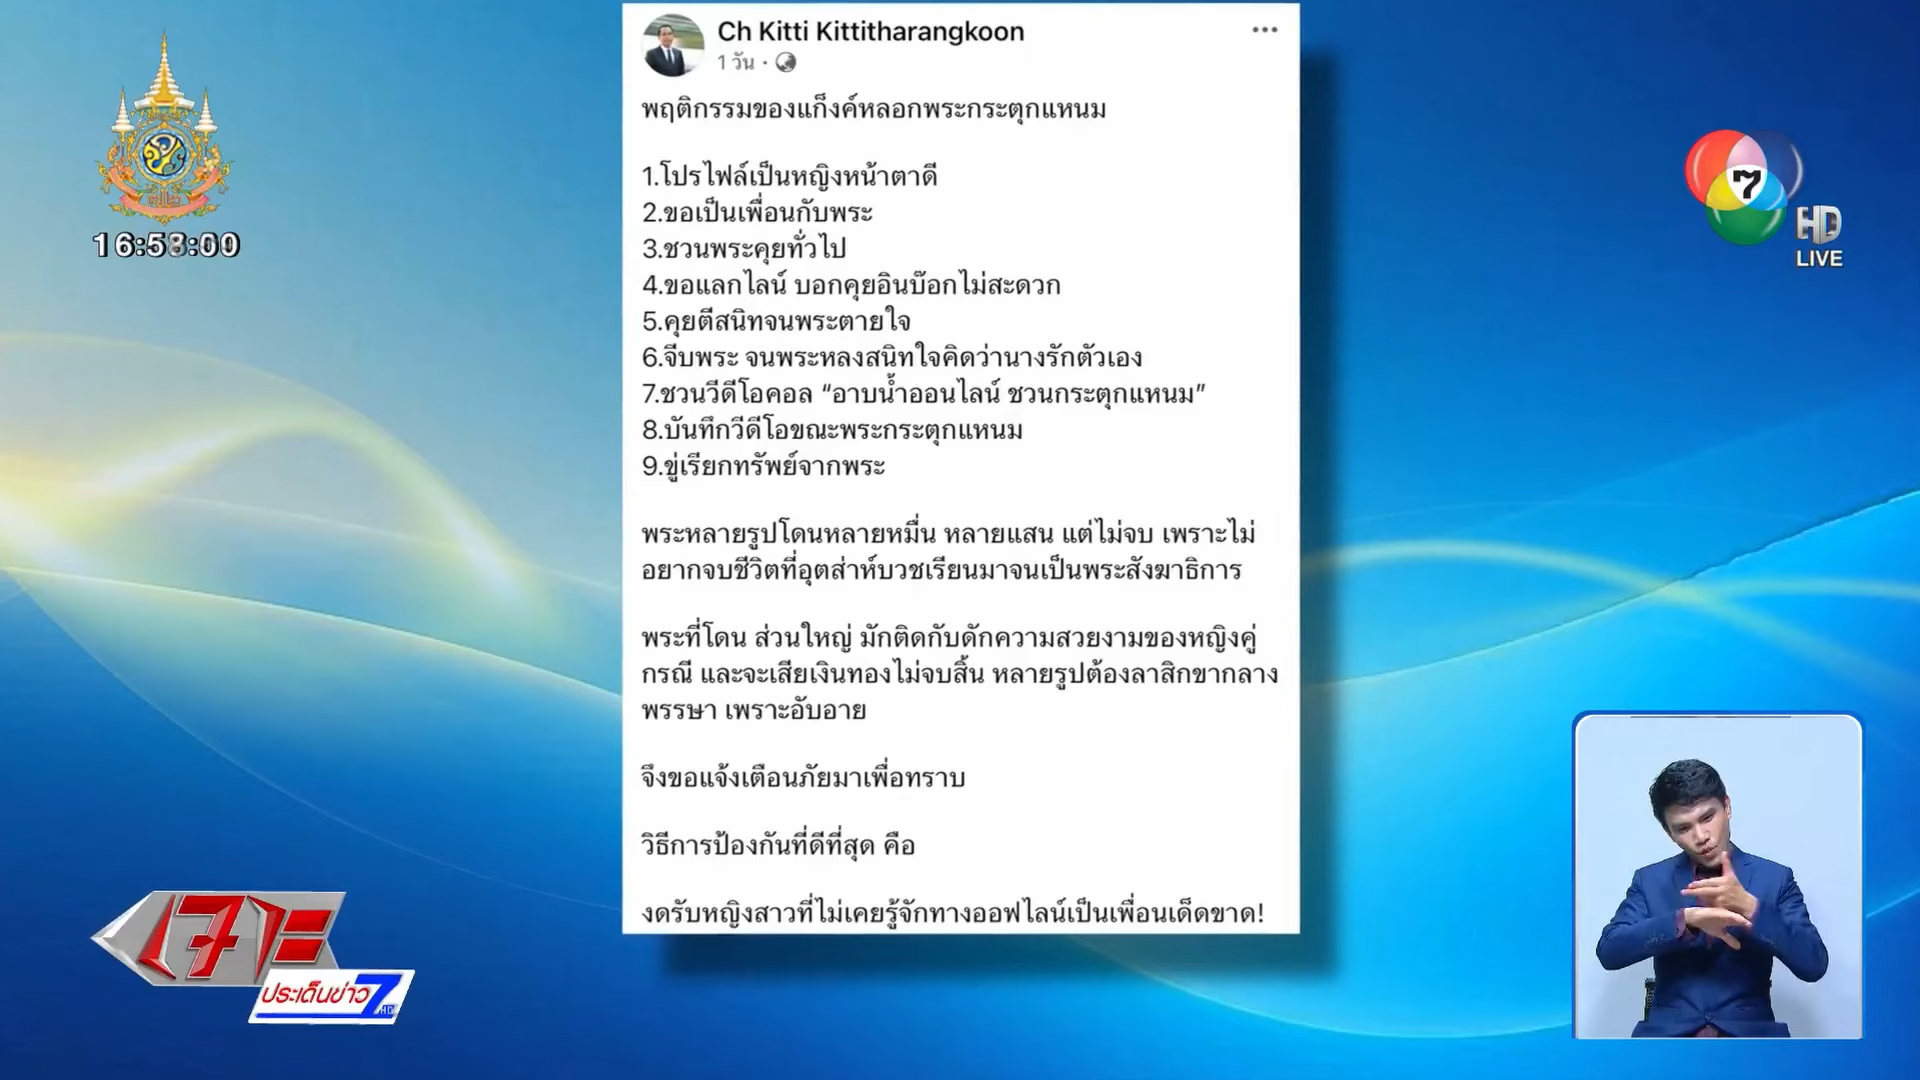 Ch Kitti Kittitharangkoon
1 วัน ·
พฤติกรรมของแก็งค์หลอกพระกระตุกแหนม
1.โปรไฟล์เป็นหญิงหน้าตาดี
2.ขอเป็นเพื่อนกับพระ
3.ชวนพระคุยทั่วไป
4.ขอแลกไลน์ บอกคุยอินบ๊อกไม่สะดวก
5.คุยตีสนิทจนพระตายใจ
6.จีบพระ จนพระหลงสนิทใจคิดว่านางรักตัวเอง
7.ชวนวีดีโอคอล “อาบน้ำออนไลน์ ชวนกระตุกแหนม”
8.บันทึกวีดีโอขณะพระกระตุกแหนม
9.ขู่เรียกทรัพย์จากพระ
พระหลายรูปโดนหลายหมื่น หลายแสน แต่ไม่จบ เพราะไม่
อยากจบชีวิตที่อุตส่าห์บวชเรียนมาจนเป็นพระสังฆาธิการ
พระที่โดน ส่วนใหญ่ มักติดกับดักความสวยงามของหญิงคู่
กรณี และจะเสียเงินทองไม่จบสิ้น หลายรูปต้องลาสิกขากลาง
พรรษา เพราะอับอาย
จึงขอแจ้งเตือนภัยมาเพื่อทราบ
วิธีการป้องกันที่ดีที่สุด คือ
งดรับหญิงสาวที่ไม่เคยรู้จักทางออฟไลน์เป็นเพื่อนเด็ดขาด!
16:58:00
7
HD
LIVE
เจาะ
ประเด็นข่าว 7 HD